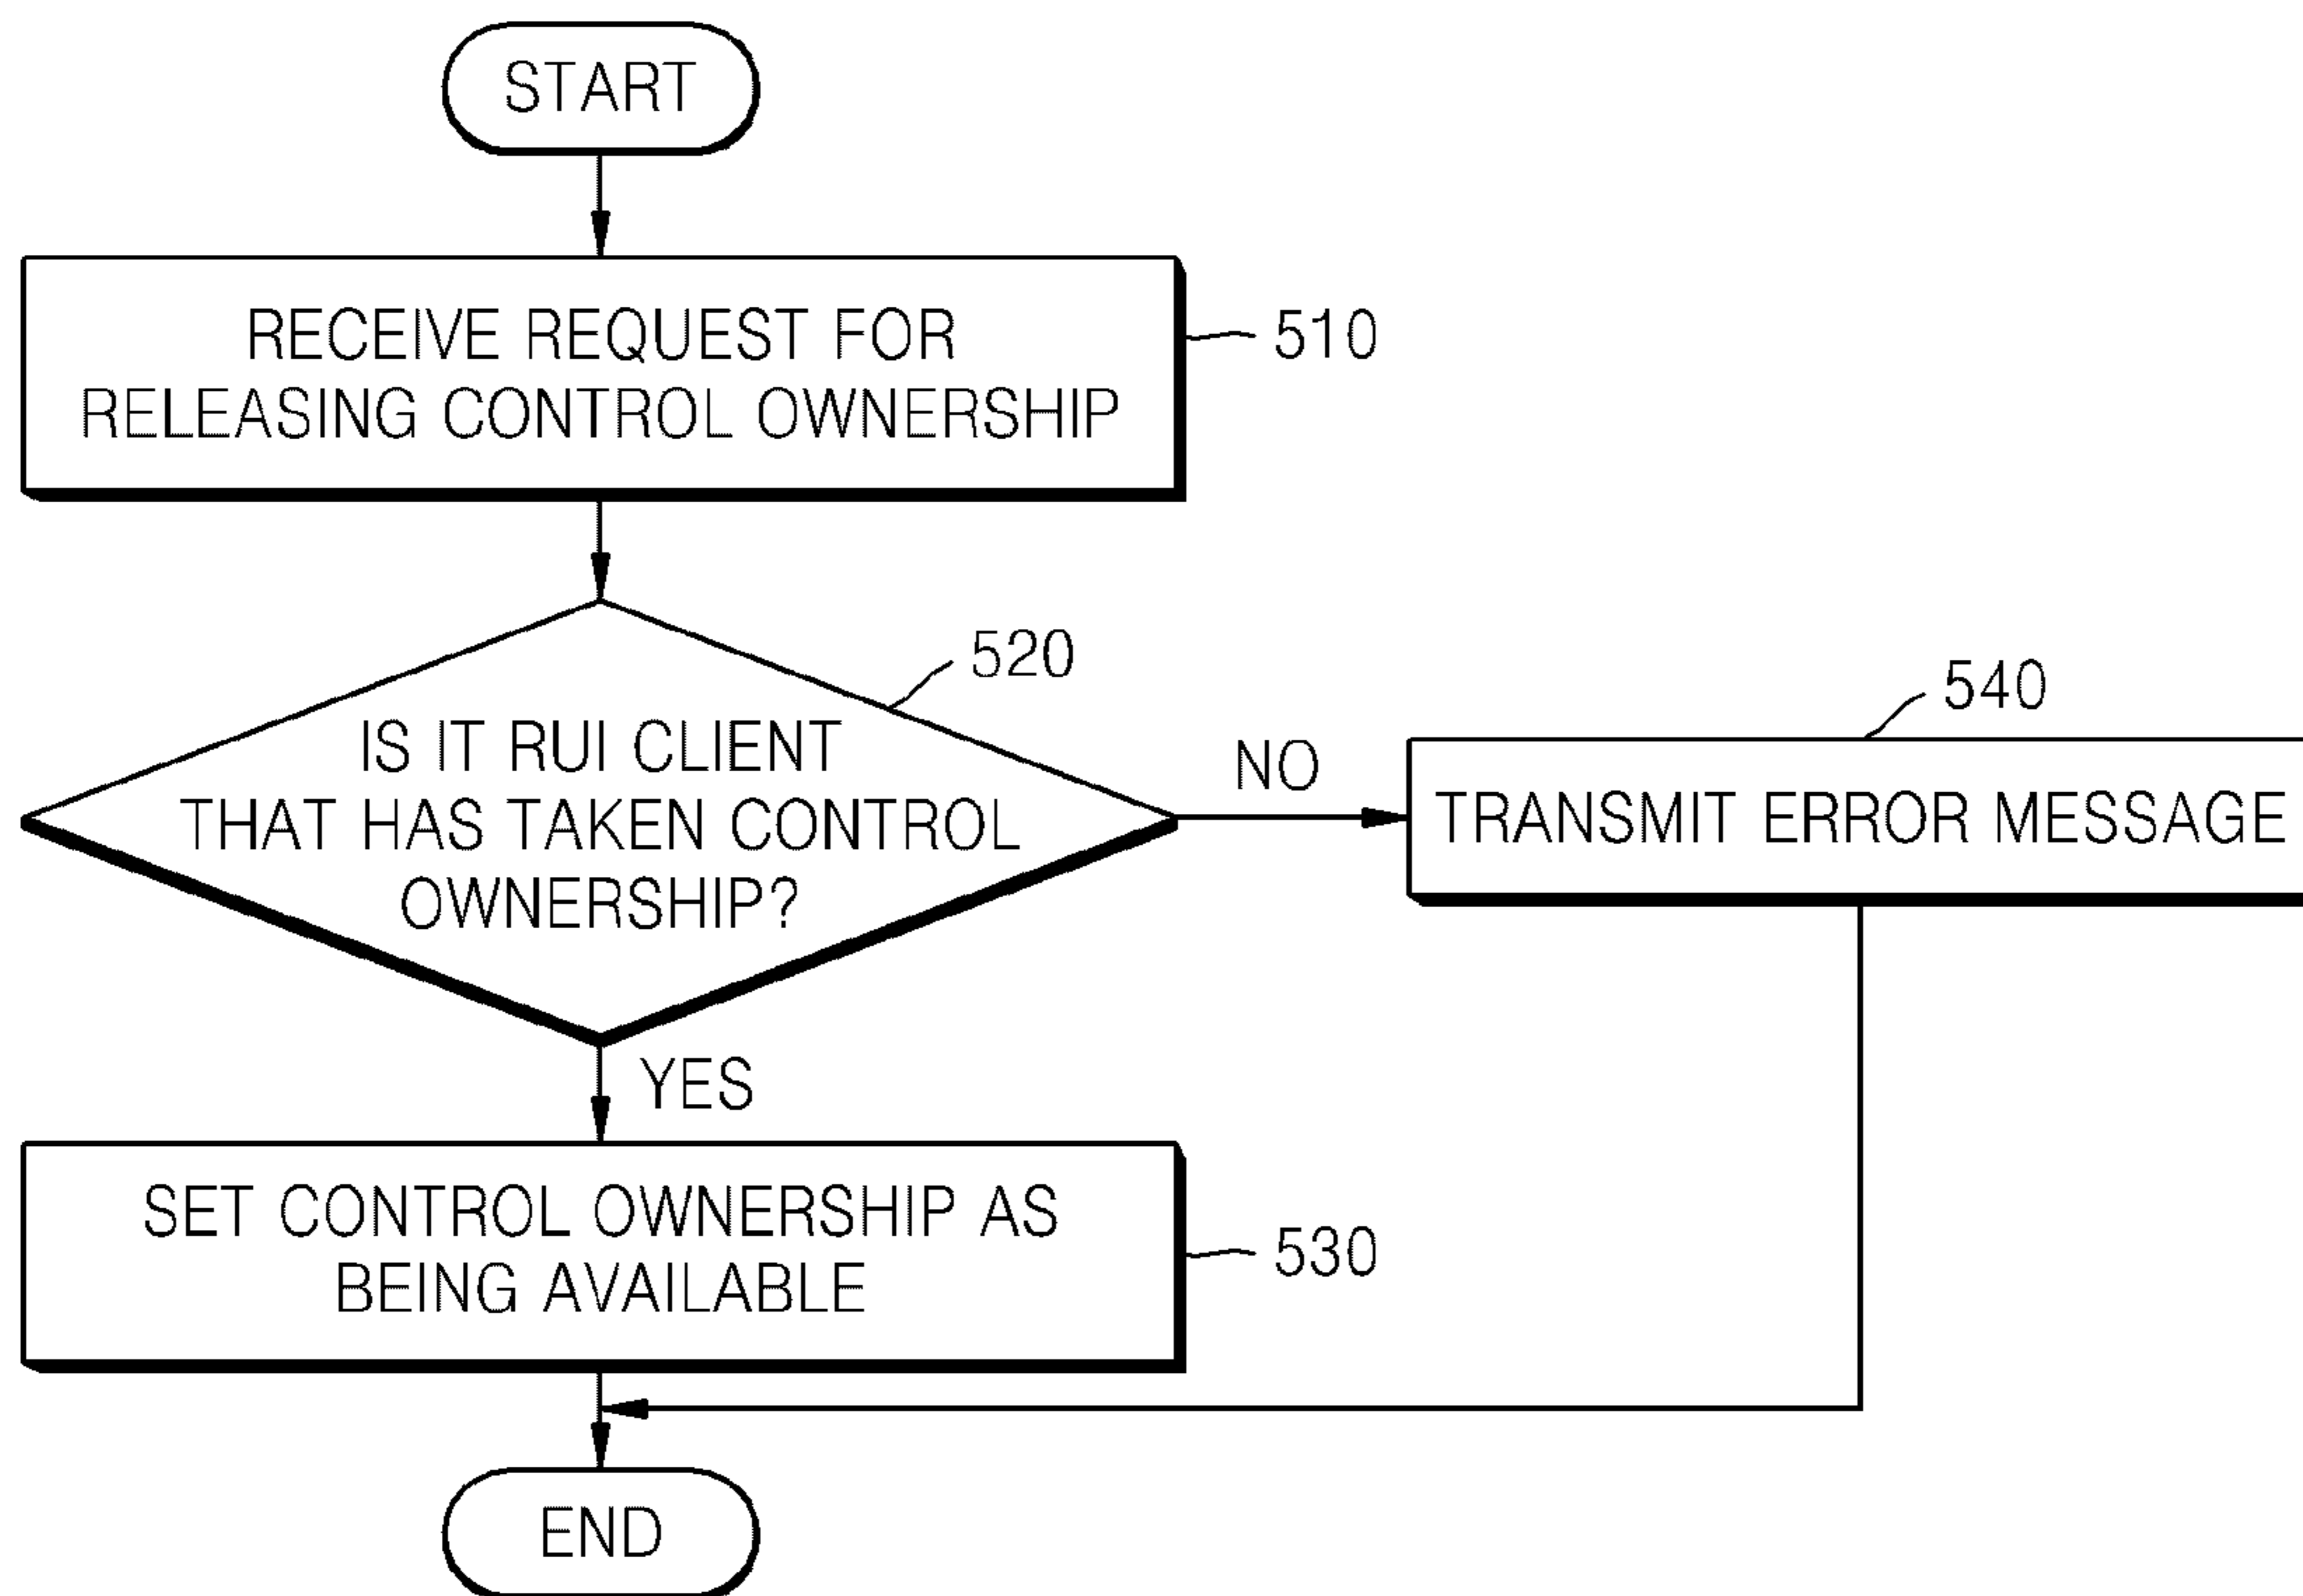 START
RECEIVE REQUEST FOR
RELEASING CONTROL OWNERSHIP
510
520
IS IT RUI CLIENT
THAT HAS TAKEN CONTROL
OWNERSHIP?
NO
540
TRANSMIT ERROR MESSAGE
YES
SET CONTROL OWNERSHIP AS
BEING AVAILABLE
530
END